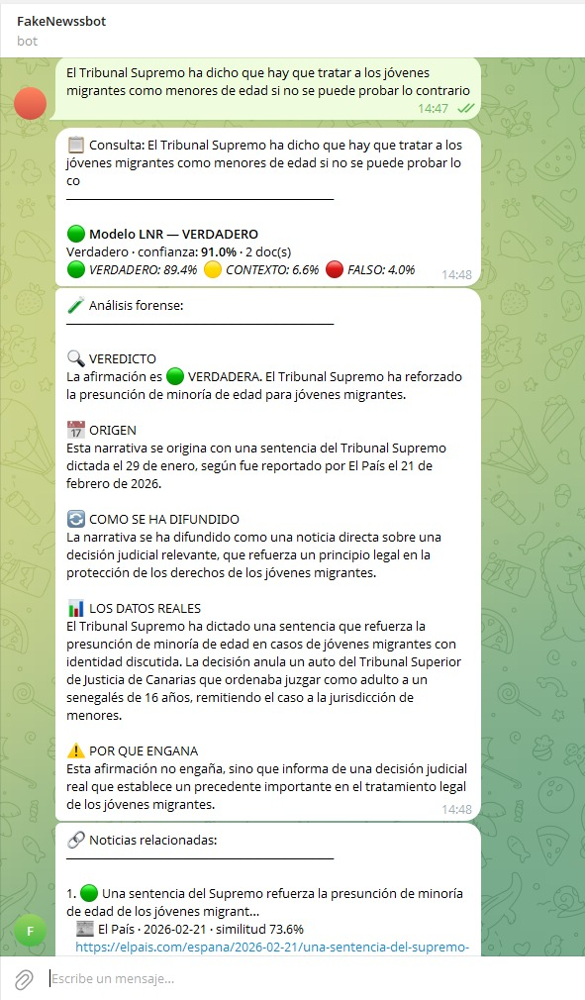 FakeNewssbot
bot
El Tribunal Supremo ha dicho que hay que tratar a los jóvenes
migrantes como menores de edad si no se puede probar lo contrario
14:47
Consulta: El Tribunal Supremo ha dicho que hay que tratar a los
jóvenes migrantes como menores de edad si no se puede probar lo
co
Modelo LNR — VERDADERO
Verdadero · confianza: 91.0% · 2 doc(s)
VERDADERO: 89.4% CONTEXTO: 6.6% FALSO: 4.0%
14:48
Análisis forense:
VEREDICTO
La afirmación es VERDADERA. El Tribunal Supremo ha reforzado
la presunción de minoría de edad para jóvenes migrantes.
17 ORIGEN
Esta narrativa se origina con una sentencia del Tribunal Supremo
dictada el 29 de enero, según fue reportado por El País el 21 de
febrero de 2026.
COMO SE HA DIFUNDIDO
La narrativa se ha difundido como una noticia directa sobre una
decisión judicial relevante, que refuerza un principio legal en la
protección de los derechos de los jóvenes migrantes.
LOS DATOS REALES
El Tribunal Supremo ha dictado una sentencia que refuerza la
presunción de minoría de edad en casos de jóvenes migrantes con
identidad discutida. La decisión anula un auto del Tribunal Superior
de Justicia de Canarias que ordenaba juzgar como adulto a un
senegalés de 16 años, remitiendo el caso a la jurisdicción de
menores.
POR QUE ENGANA
Esta afirmación no engaña, sino que informa de una decisión judicial
real que establece un precedente importante en el tratamiento legal
de los jóvenes migrantes.
14:48
Noticias relacionadas:
1. Una sentencia del Supremo refuerza la presunción de minoría
de edad de los jóvenes migrant...
F
El País · 2026-02-21 · similitud 73.6%
https://elpais.com/espana/2026-02-21/una-sentencia-del-supremo-
Escribe un mensaje...